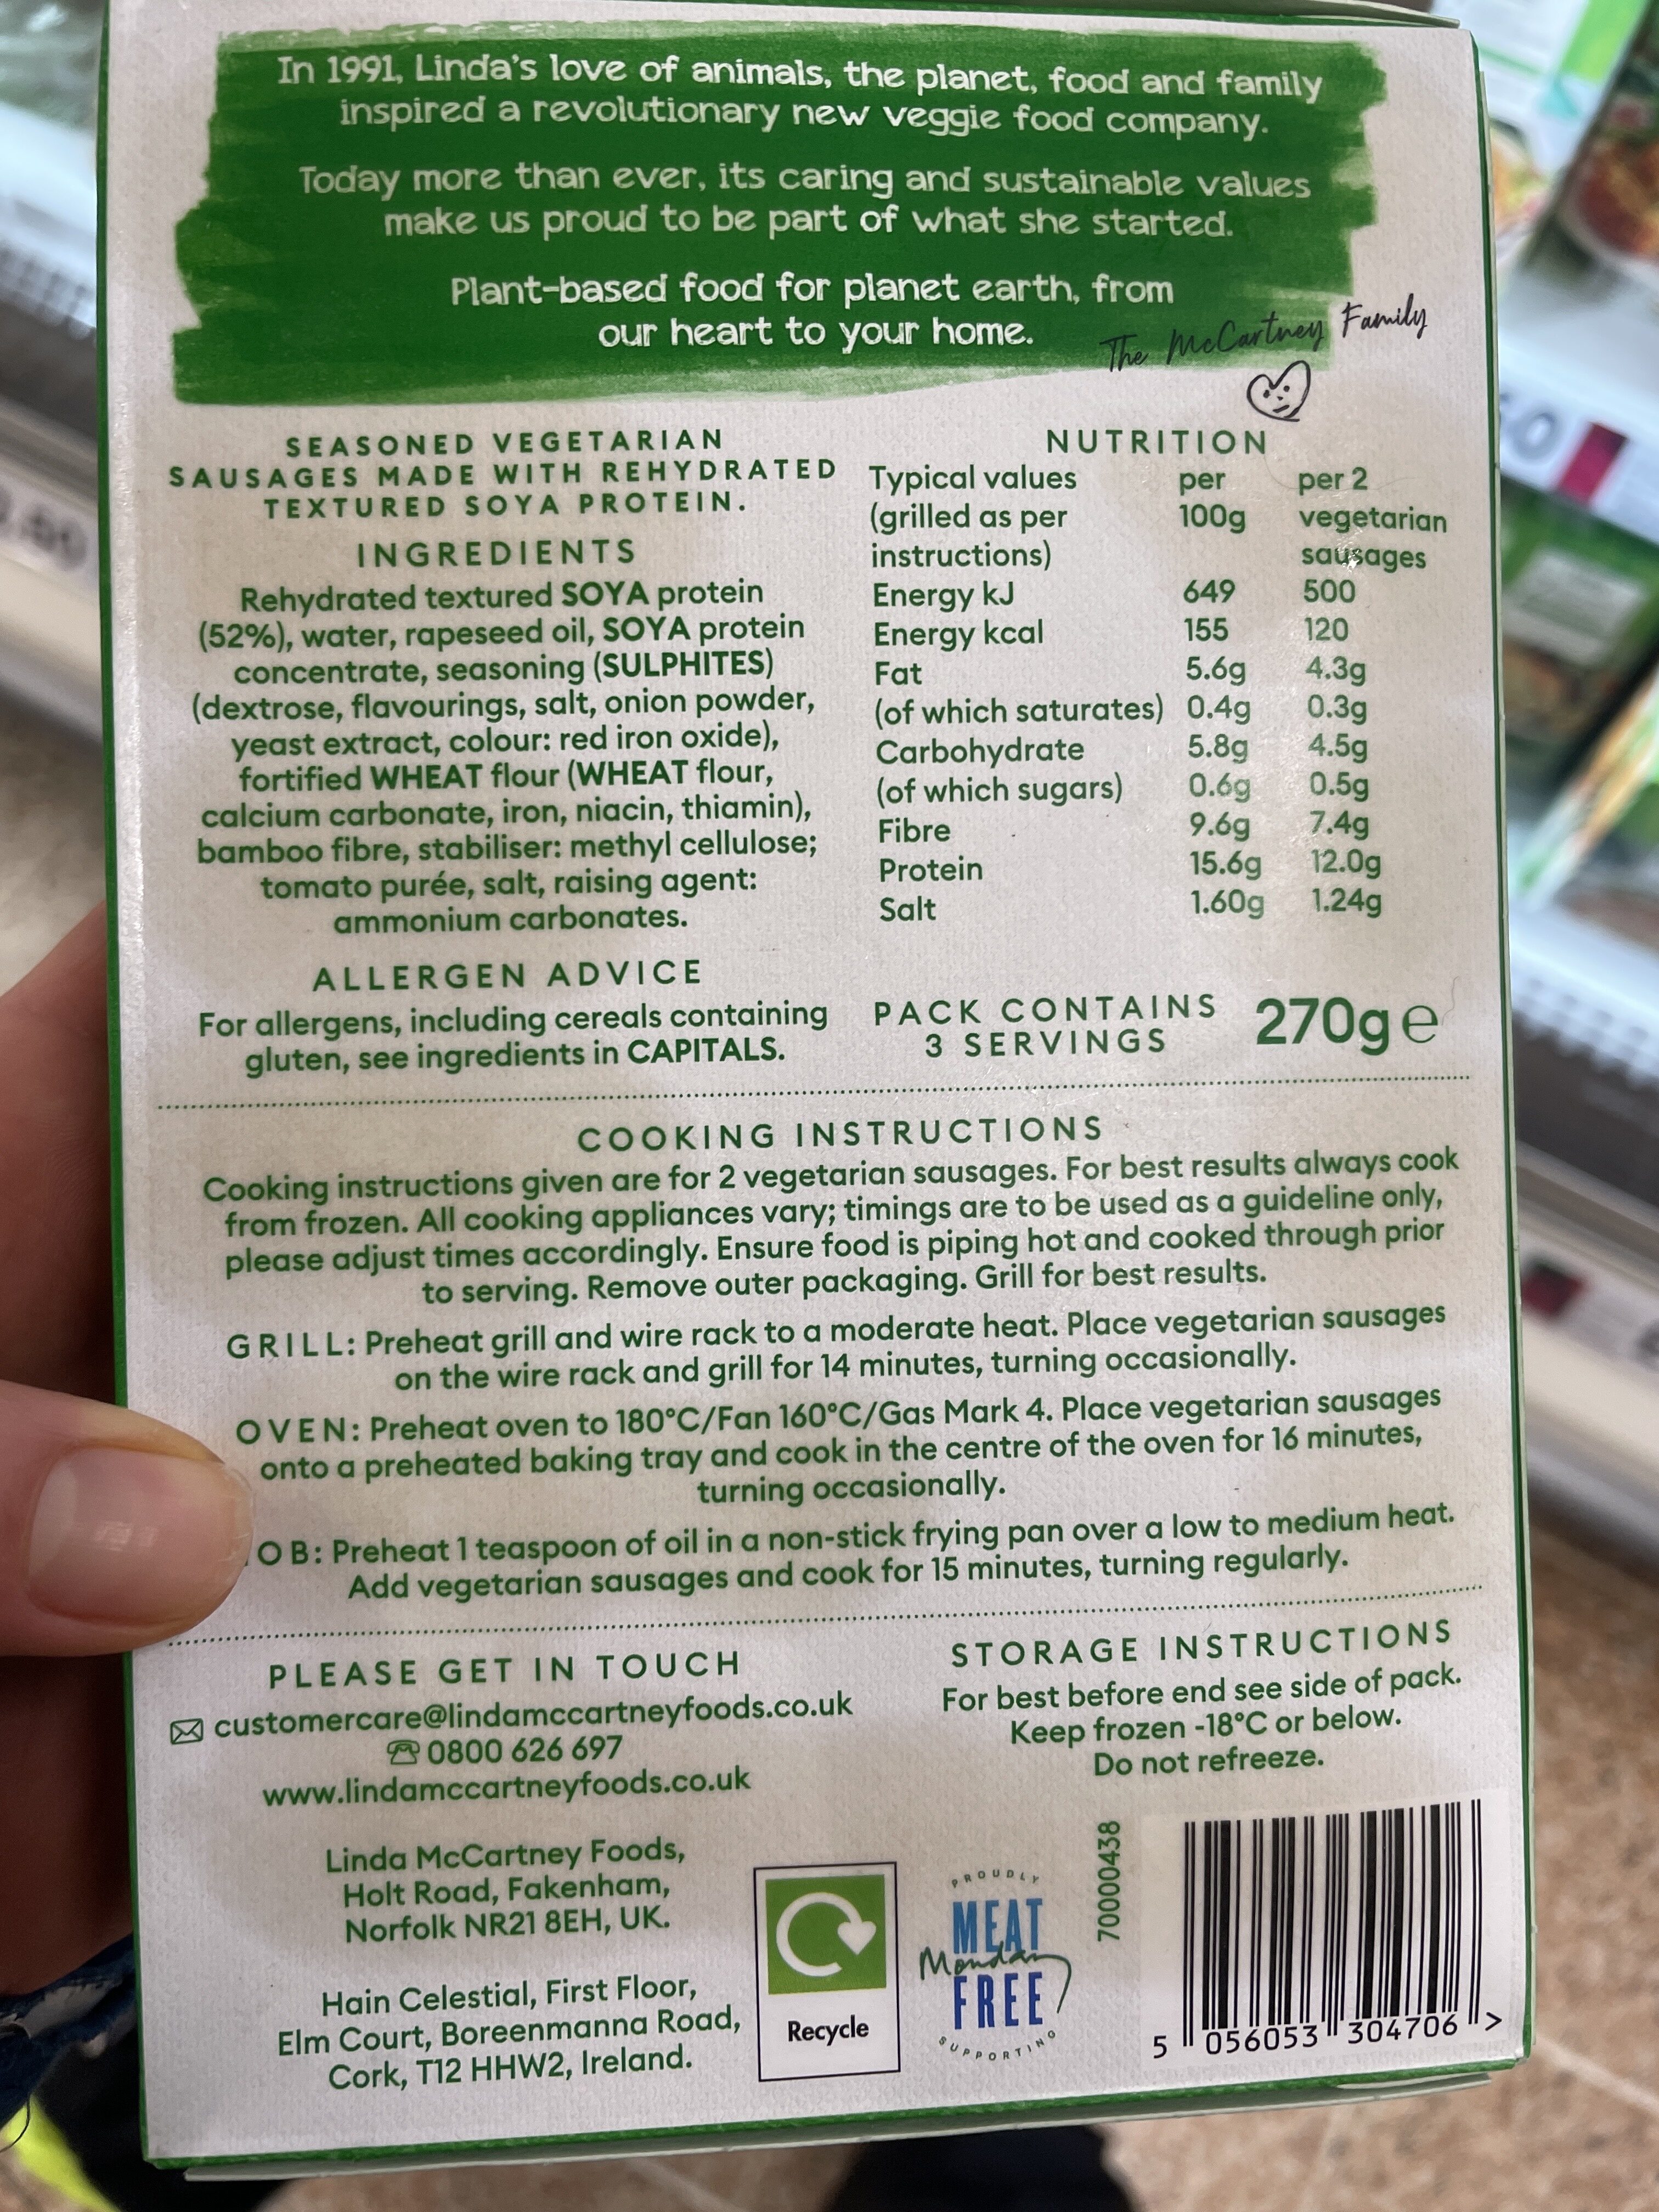 In 1991, Linda's love of animals, the planet, food and family
inspired a revolutionary new veggie food company.
Today more than ever, its caring and sustainable values
make us proud to be part of what she started.
Plant-based food for planet earth, from
our heart to your home.
The McCartney Family
SEASONED VEGETARIAN
SAUSAGES MADE WITH REHYDRATED
TEXTURED SOYA PROTEIN.
INGREDIENTS
Rehydrated textured SOYA protein
(52%), water, rapeseed oil, SOYA protein
concentrate, seasoning (SULPHITES)
(dextrose, flavourings, salt, onion powder,
yeast extract, colour: red iron oxide),
fortified WHEAT flour (WHEAT flour,
calcium carbonate, iron, niacin, thiamin),
bamboo fibre, stabiliser: methyl cellulose;
tomato purée, salt, raising agent:
ammonium carbonates.
ALLERGEN ADVICE
For allergens, including cereals containing
gluten, see ingredients in CAPITALS.
NUTRITION
Typical values per per 2
(grilled as per 100g vegetarian
instructions) sausages
Energy kJ 649 500
Energy kcal 155 120
Fat 5.6g 4.3g
(of which saturates) 0.4g 0.3g
Carbohydrate 5.8g 4.5g
(of which sugars) 0.6g 0.5g
Fibre 9.6g 7.4g
Protein 15.6g 12.0g
Salt 1.60g 1.24g
PACK CONTAINS
3 SERVINGS
270g e
COOKING INSTRUCTIONS
Cooking instructions given are for 2 vegetarian sausages. For best results always cook
from frozen. All cooking appliances vary; timings are to be used as a guideline only,
please adjust times accordingly. Ensure food is piping hot and cooked through prior
to serving. Remove outer packaging. Grill for best results.
GRILL: Preheat grill and wire rack to a moderate heat. Place vegetarian sausages
on the wire rack and grill for 14 minutes, turning occasionally.
OVEN: Preheat oven to 180°C/Fan 160°C/Gas Mark 4. Place vegetarian sausages
onto a preheated baking tray and cook in the centre of the oven for 16 minutes,
turning occasionally.
OB: Preheat 1 teaspoon of oil in a non-stick frying pan over a low to medium heat.
Add vegetarian sausages and cook for 15 minutes, turning regularly.
PLEASE GET IN TOUCH
customercare@lindamccartneyfoods.co.uk
0800 626 697
www.lindamccartneyfoods.co.uk
Linda McCartney Foods,
Holt Road, Fakenham,
Norfolk NR21 8EH, UK.
Hain Celestial, First Floor,
Elm Court, Boreenmanna Road,
Cork, T12 HHW2, Ireland.
STORAGE INSTRUCTIONS
For best before end see side of pack.
Keep frozen -18°C or below.
Do not refreeze.
Recycle
PROUDLY
MEAT
Monday
FREE
SUPPORTING
70000438
5 056053 304706 >